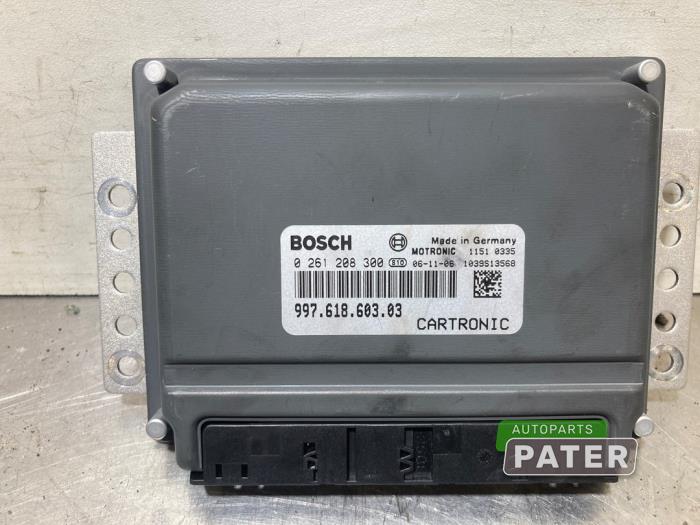 BOSCH Made in Germany
MOTRONIC 1151 0335
0 261 208 300 06-11-06 1039S13568
997.618.603.03
CARTRONIC
AUTOPARTS
PATER